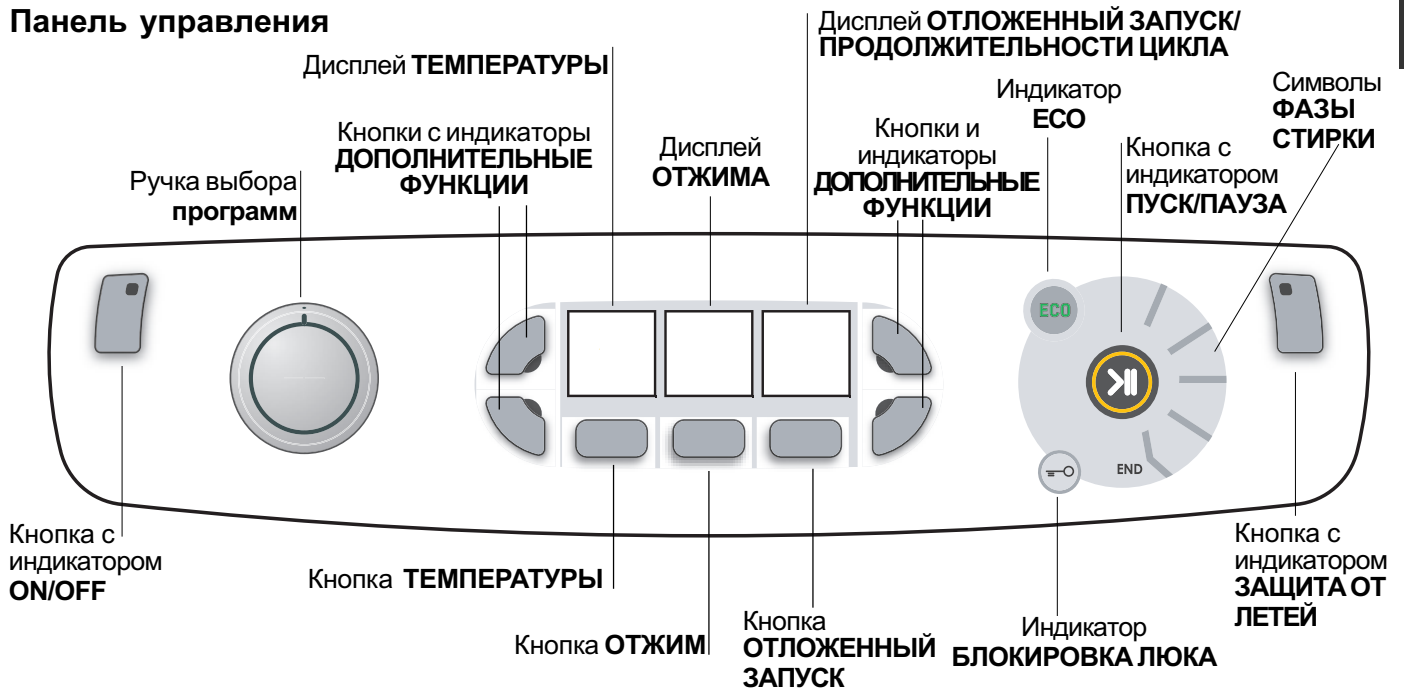 Панель управления
Дисплей ОТЛОЖЕННЫЙ ЗАПУСК/
ПРОДОЛЖИТЕЛЬНОСТИ ЦИКЛА
Дисплей ТЕМПЕРАТУРЫ
Кнопки с индикаторы
ДОПОЛНИТЕЛЬНЫЕ
ФУНКЦИИ
Ручка выбора
программ
Дисплей
ОТЖИМА
Кнопки и
индикаторы
ДОПОЛНИТЕЛЬНЫЕ
ФУНКЦИИ
Индикатор
ECO
Кнопка с
индикатором
ПУСК/ПАУЗА
Символы
ФАЗЫ
СТИРКИ
ECO
END
Кнопка с
индикатором
ON/OFF
Кнопка ТЕМПЕРАТУРЫ
Кнопка ОТЖИМ
Кнопка
ОТЛОЖЕННЫЙ
ЗАПУСК
Индикатор
БЛОКИРОВКА ЛЮКА
Кнопка с
индикатором
ЗАЩИТА ОТ
ЛЕТЕЙ